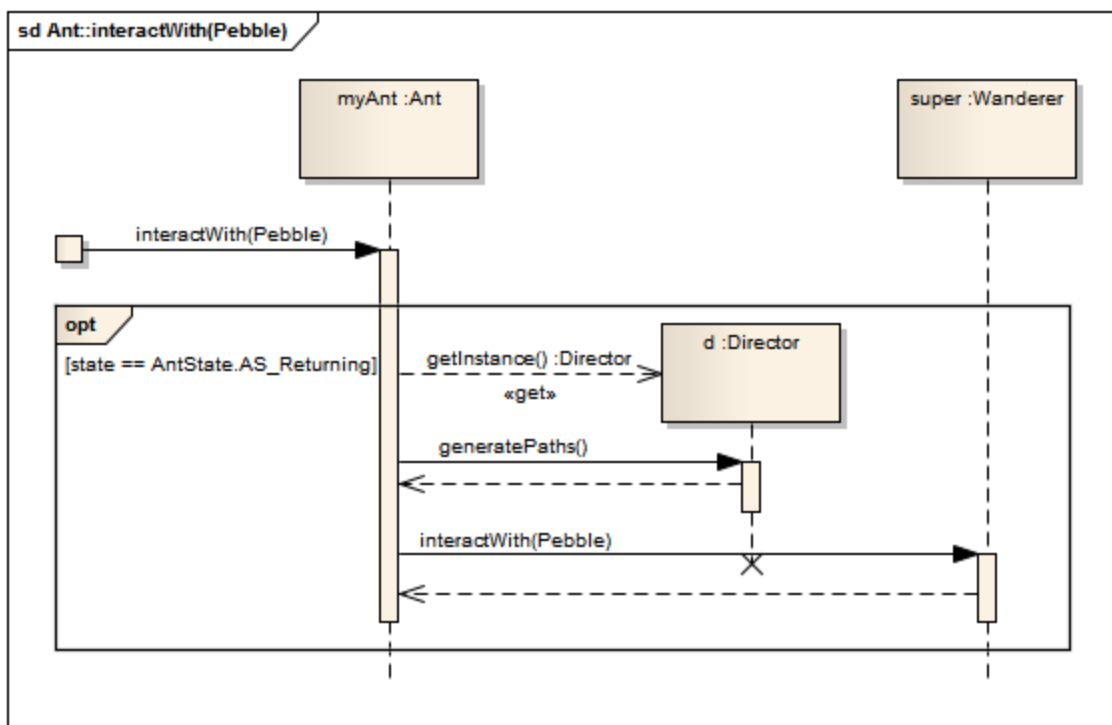 sd Ant::interactWith(Pebble)
myAnt :Ant
super :Wanderer
interactWith(Pebble)
opt
[state == AntState.AS_Returning]
getInstance() :Director
«get»
d :Director
generatePaths()
interactWith(Pebble)